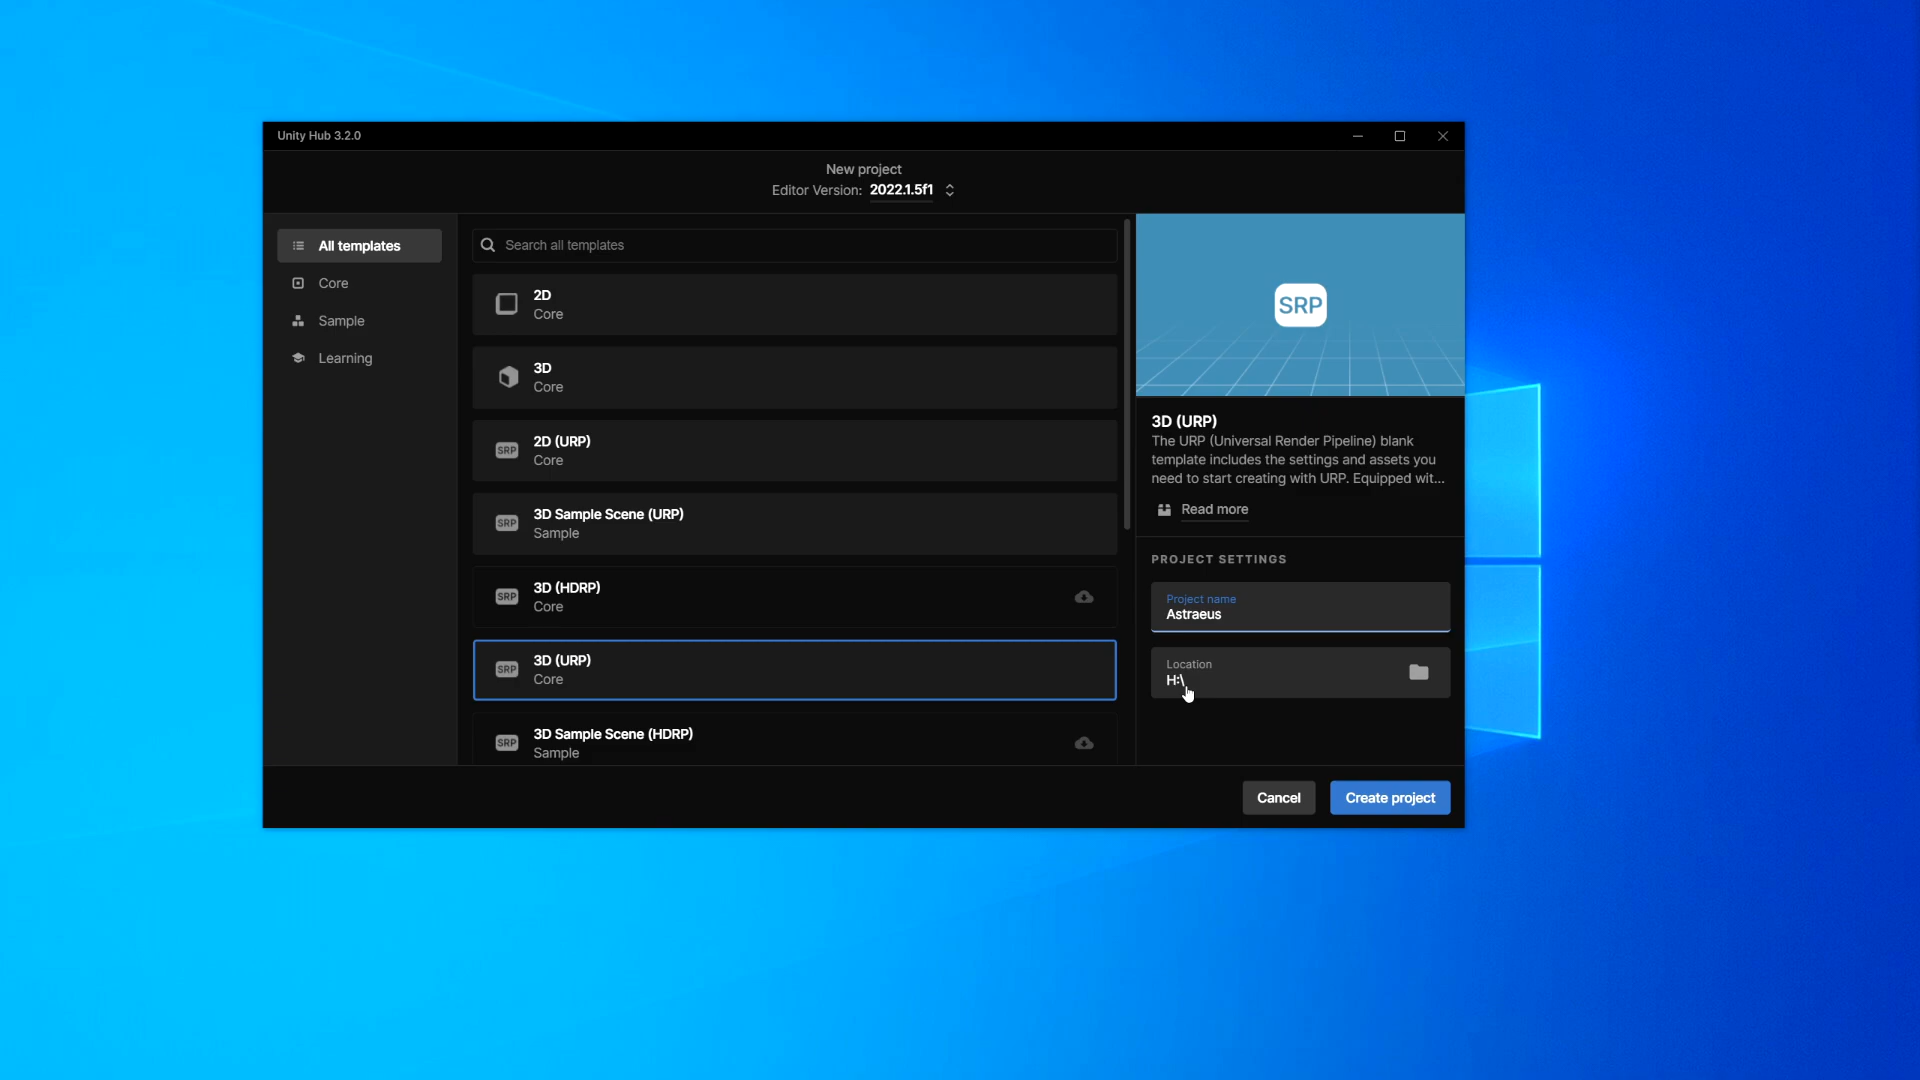 Unity Hub 3.2.0
New project
Editor Version: 2022.1.5f1
All templates
Core
Sample
Learning
Search all templates
2D
Core
3D
Core
SRP
2D (URP)
Core
SRP
3D Sample Scene (URP)
Sample
SRP
3D (HDRP)
Core
SRP
3D (URP)
Core
SRP
3D Sample Scene (HDRP)
Sample
SRP
3D (URP)
The URP (Universal Render Pipeline) blank
template includes the settings and assets you
need to start creating with URP. Equipped wit...
Read more
PROJECT SETTINGS
Project name
Astraeus
Location
H:\
Cancel
Create project